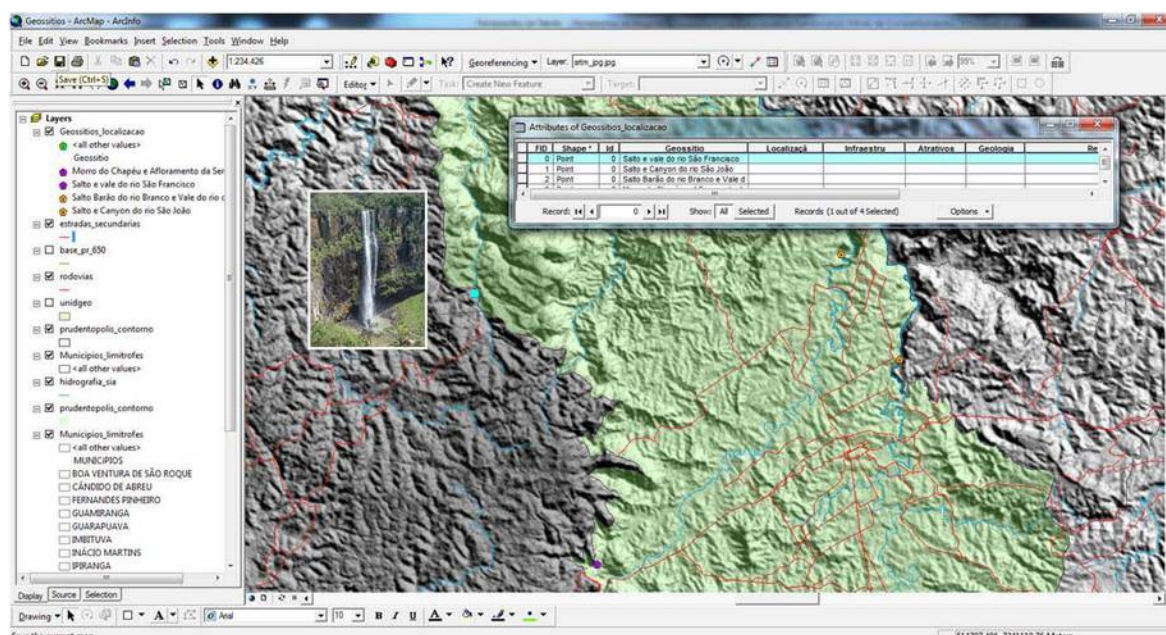 Geossitios - ArcMap - ArcInfo
File Edit View Bookmarks Insert Selection Tools Window Help
1:234.426
Georeferencing Layer: srtm_jpg.jpg
Save (Ctrl+S)
Editor Task: Create New Feature Target:
Layers
Geossitios_localizacao
<all other values>
Geossitio
Morro do Chapéu e Afloramento da Ser
Salto e vale do rio São Francisco
Salto Barão do rio Branco e Vale do rio d
Salto e Canyon do rio São João
estradas_secundarias
base_pr_650
rodovias
unidgeo
prudentopolis_contorno
Municipios_limitrofes
<all other values>
hidrografia_sia
prudentopolis_contorno
Municipios_limitrofes
<all other values>
MUNICIPIOS
BOA VENTURA DE SÃO ROQUE
CÂNDIDO DE ABREU
FERNANDES PINHEIRO
GUAMIRANGA
GUARAPUAVA
IMBITUVA
INÁCIO MARTINS
IPIRANGA
Display Source Selection
Attributes of Geossitios_localizacao
FID Shape * Id Geossitio Localizaçã Infraestru Atrativos Geologia Re
0 Point 0 Salto e vale do rio São Francisco
1 Point 0 Salto e Canyon do rio São João
2 Point 0 Salto Barão do rio Branco e Vale d
Record: 0 Show: All Selected Records (1 out of 4 Selected) Options
Drawing A Arial 10 B I U A